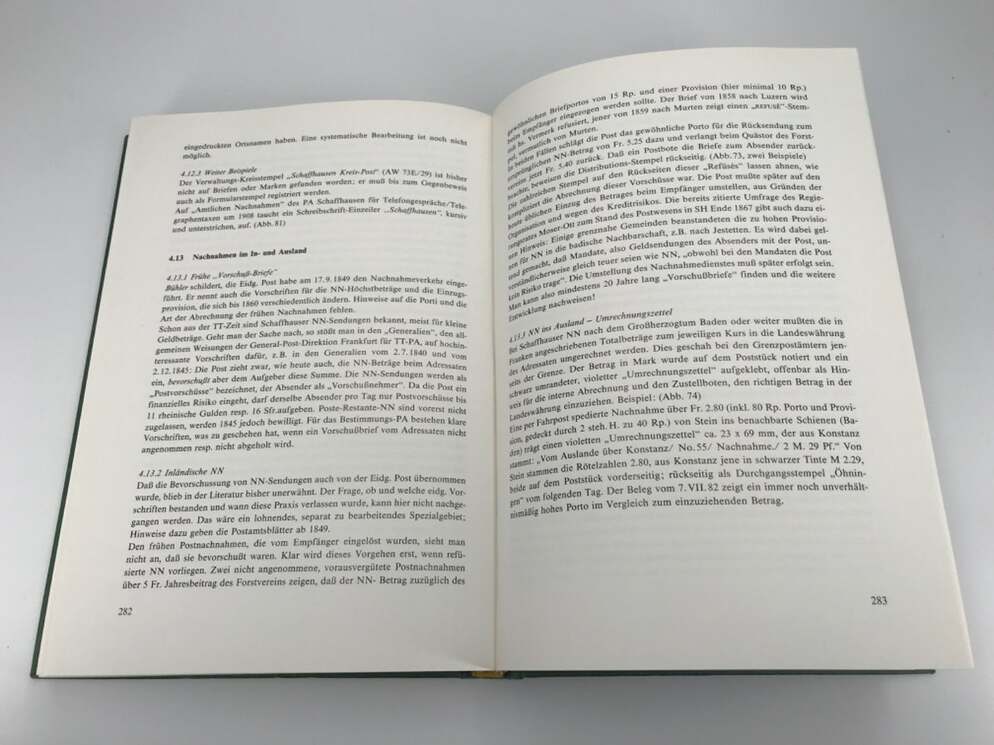 eingedruckten Ortsnamen haben. Eine systematische Bearbeitung ist noch nicht
möglich.
4.12.3 Weiter Beispiele
Der Verwaltungs-Kreisstempel „Schaffhausen Kreis-Post" (AW 73E/29) ist bisher
nicht auf Briefen oder Marken gefunden worden; er muß bis zum Gegenbeweis
auch als Formularstempel registriert werden.
Auf „Amtlichen Nachnahmen" des PA Schaffhausen für Telefongespräche/Tele-
graphentaxen um 1908 taucht ein Schreibschrift-Einzeiler „Schaffhausen", kursiv
und unterstrichen, auf. (Abb. 81)
4.13 Nachnahmen im In- und Ausland
4.13.1 Frühe „Vorschuß-Briefe"
Bühler schildert, die Eidg. Post habe am 17.9.1849 den Nachnahmeverkehr einge-
führt. Er nennt auch die Vorschriften für die NN-Höchstbeträge und die Einzugs-
provision, die sich bis 1860 verschiedentlich ändern. Hinweise auf die Porti und die
Art der Abrechnung der frühen Nachnahmen fehlen.
Schon aus der TT-Zeit sind Schaffhauser NN-Sendungen bekannt, meist für kleine
Geldbeträge. Geht man der Sache nach, so stößt man in den „Generalien", den all-
gemeinen Weisungen der General-Post-Direktion Frankfurt für TT-PA, auf hochin-
teressante Vorschriften dafür, z.B. in den Generalien vom 2.7.1840 und vom
2.12.1845: Die Post zieht zwar, wie heute auch, die NN-Beträge beim Adressaten
ein, bevorschußt aber dem Aufgeber diese Summe. Die NN-Sendungen werden als
„Postvorschüsse" bezeichnet, der Absender als „Vorschußnehmer". Da die Post ein
finanzielles Risiko eingeht, darf derselbe Absender pro Tag nur Postvorschüsse bis
11 rheinische Gulden resp. 16 Sfr.aufgeben. Poste-Restante-NN sind vorerst nicht
zugelassen, werden 1845 jedoch bewilligt. Für das Bestimmungs-PA bestehen klare
Vorschriften, was zu geschehen hat, wenn ein Vorschußbrief vom Adressaten nicht
angenommen resp. nicht abgeholt wird.
4.13.2 Inländische NN
Daß die Bevorschussung von NN-Sendungen auch von der Eidg. Post übernommen
wurde, blieb in der Literatur bisher unerwähnt. Der Frage, ob und welche eidg. Vor-
schriften bestanden und wann diese Praxis verlassen wurde, kann hier nicht nachge-
gangen werden. Das wäre ein lohnendes, separat zu bearbeitendes Spezialgebiet;
Hinweise dazu geben die Postamtsblätter ab 1849.
Den frühen Postnachnahmen, die vom Empfänger eingelöst wurden, sieht man
nicht an, daß sie bevorschußt waren. Klar wird dieses Vorgehen erst, wenn refü-
sierte NN vorliegen. Zwei nicht angenommene, vorausvergütete Postnachnahmen
über 5 Fr. Jahresbeitrag des Forstvereins zeigen, daß der NN- Betrag zuzüglich des
282
gewöhnlichen Briefportos von 15 Rp. und einer Provision (hier minimal 10 Rp.)
beim Empfänger eingezogen werden sollte. Der Brief von 1858 nach Luzern wird
mit hs. Vermerk refusiert, jener von 1859 nach Murten zeigt einen „REFUSÉ"-Stem-
pel, vermutlich von Murten.
In beiden Fällen schlägt die Post das gewöhnliche Porto für die Rücksendung zum
ursprünglichen NN-Betrag von Fr. 5,25 dazu und verlangt beim Quästor des Forst-
vereins jetzt Fr. 5.40 zurück. Daß ein Postbote die Briefe zum Absender zurück-
brachte, beweisen die Distributions-Stempel rückseitig. (Abb.73, zwei Beispiele)
Die zahlreichen Stempel auf den Rückseiten dieser „Refüsés" lassen ahnen, wie
kompliziert die Abrechnung dieser Vorschüsse war. Die Post mußte später auf den
heute üblichen Einzug des Betrages beim Empfänger umstellen, aus Gründen der
Organisation und wegen des Kreditrisikos. Die bereits zitierte Umfrage des Regie-
rungsrates Moser-Ott zum Stand des Postwesens in SH Ende 1867 gibt auch dazu
einen Hinweis: Einige grenznahe Gemeinden beanstandeten die zu hohen Provisio-
nen für NN in die badische Nachbarschaft, z.B. nach Jestetten. Es wird dabei gel-
tend gemacht, daß Mandate, also Geldsendungen des Absenders mit der Post, un-
verständlicherweise gleich teuer seien wie NN, „obwohl bei den Mandaten die Post
kein Risiko trage". Die Umstellung des Nachnahmedienstes muß später erfolgt sein.
Man kann also mindestens 20 Jahre lang „Vorschußbriefe" finden und die weitere
Entwicklung nachweisen!
4.13.3 NN ins Ausland – Umrechnungszettel
Bei Schaffhauser NN nach dem Großherzogtum Baden oder weiter mußten die in
Franken angeschriebenen Totalbeträge zum jeweiligen Kurs in die Landeswährung
des Adressaten umgerechnet werden. Dies geschah bei den Grenzpostämtern jen-
seits der Grenze. Der Betrag in Mark wurde auf dem Poststück notiert und ein
schwarz umrandeter, violetter „Umrechnungszettel" aufgeklebt, offenbar als Hin-
weis für die interne Abrechnung und den Zustellboten, den richtigen Betrag in der
Landeswährung einzuziehen. Beispiel: (Abb. 74)
Eine per Fahrpost spedierte Nachnahme über Fr. 2.80 (inkl. 80 Rp. Porto und Provi-
sion, gedeckt durch 2 steh. H. zu 40 Rp.) von Stein ins benachbarte Schienen (Ba-
den) trägt einen violetten „Umrechnungszettel" ca. 23 x 69 mm, der aus Konstanz
stammt: „Vom Auslande über Konstanz/ No.55/ Nachnahme./ 2 M. 29 Pf." Von
Stein stammen die Rötelzahlen 2.80, aus Konstanz jene in schwarzer Tinte M 2.29,
beide auf dem Poststück vorderseitig; rückseitig als Durchgangsstempel „Öhnin-
gen" vom folgenden Tag. Der Beleg vom 7. VII. 82 zeigt ein immer noch unverhält-
nismäßig hohes Porto im Vergleich zum einzuziehenden Betrag.
283